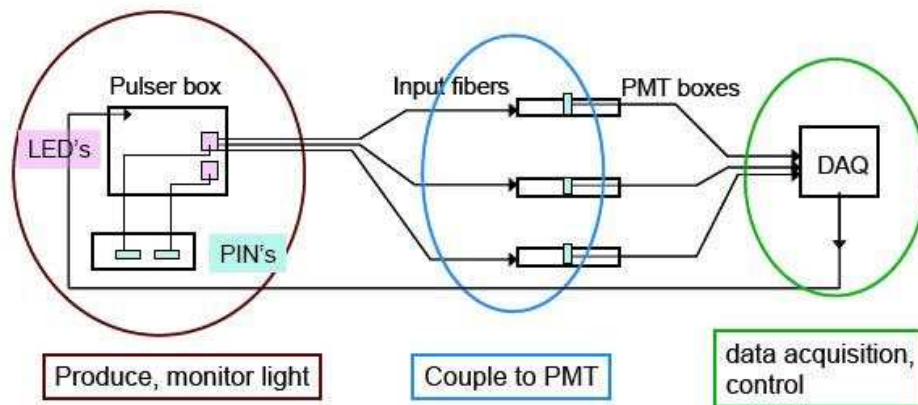 Pulser box
Input fibers
PMT boxes
LED's
DAQ
PIN's
Produce, monitor light
Couple to PMT
data acquisition,
control